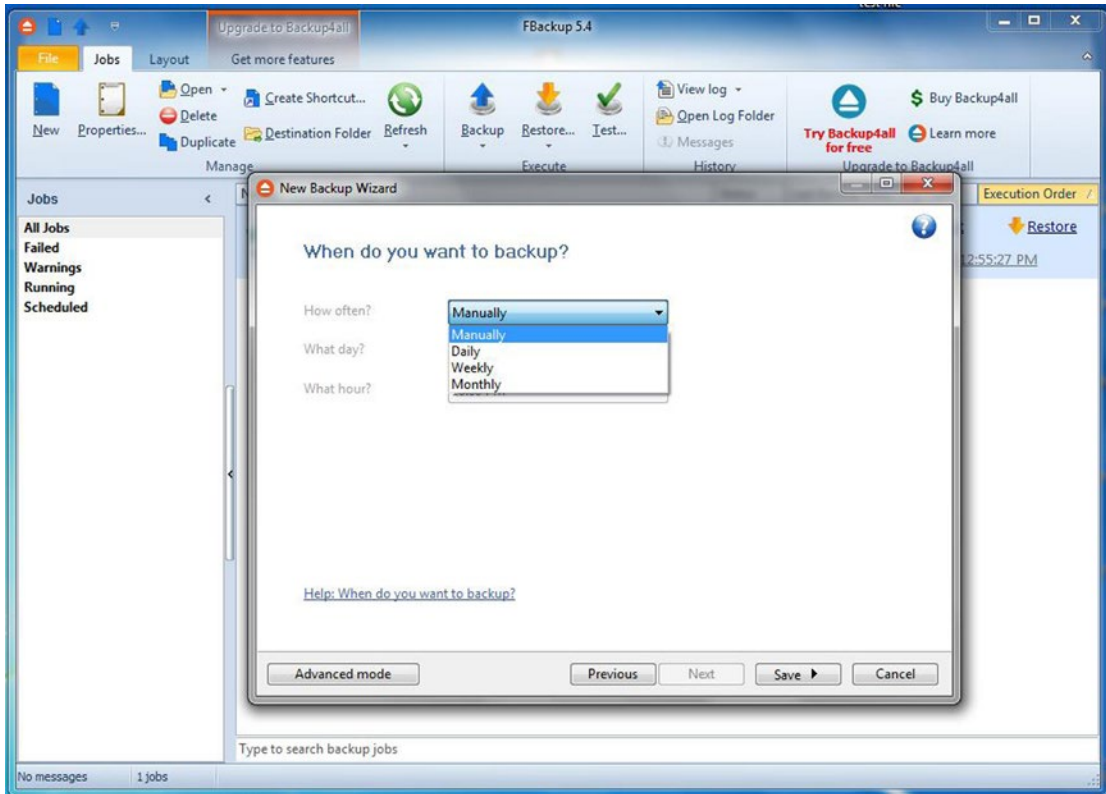 test file
Upgrade to Backup4all
FBackup 5.4
File
Jobs
Layout
Get more features
New
Properties...
Open
Delete
Duplicate
Create Shortcut...
Destination Folder
Refresh
Manage
Backup
Restore...
Test...
Execute
View log
Open Log Folder
Messages
History
Try Backup4all
for free
Buy Backup4all
Learn more
Upgrade to Backup4all
Jobs
All Jobs
Failed
Warnings
Running
Scheduled
Execution Order
Restore
2:55:27 PM
New Backup Wizard
When do you want to backup?
How often?
Manually
Manually
Daily
Weekly
Monthly
What day?
What hour?
Help: When do you want to backup?
Advanced mode
Previous
Next
Save
Cancel
Type to search backup jobs
No messages
1 jobs